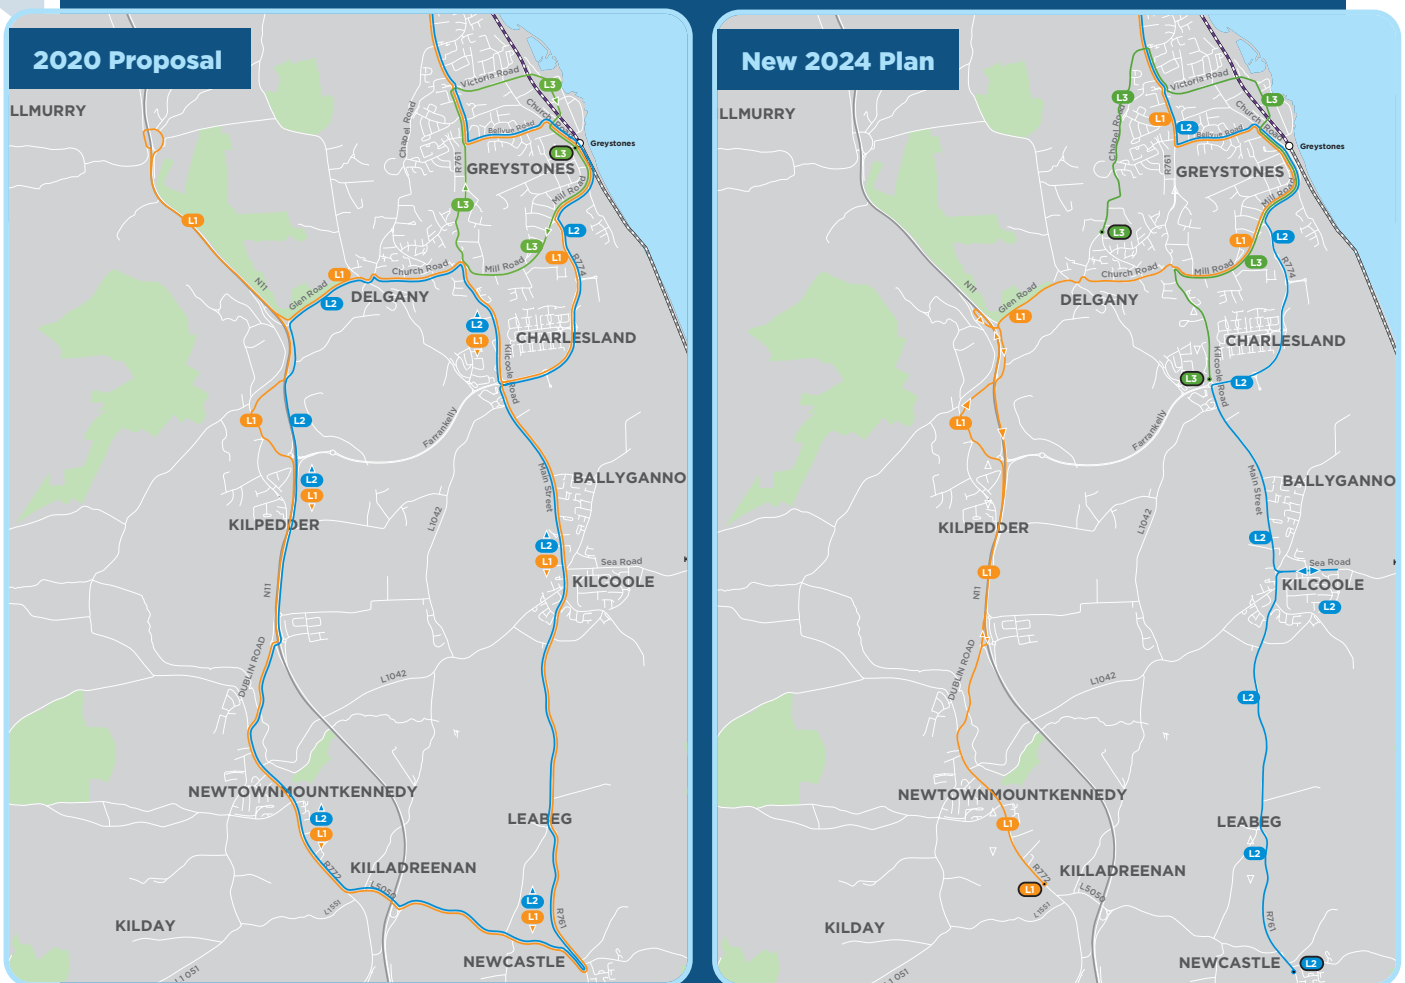 2020 Proposal
LLMURRY
Victoria Road
L3
Church Road
Chapel Road
Bellvue Road
Greystones
L3
R761
GREYSTONES
Mill Road
L1
L3
L2
L3
L1
R774
Church Road
Mill Road
L1
N11
Glen Road
L2
DELGANY
L2
L1
CHARLESLAND
Kilcoole Road
L1
L2
Farrankelly
L2
L1
Main Street
BALLYGANNO
L1042
KILPEDDER
L2
L1
Sea Road
KILCOOLE
N11
DUBLIN ROAD
L1042
NEWTOWNMOUNTKENNEDY
L2
L1
LEABEG
R772
KILLADREENAN
L5050
L1551
L2
L1
R761
KILDAY
NEWCASTLE
L1051
New 2024 Plan
LLMURRY
Victoria Road
L3
L3
Church Road
Chapel Road
L1
L2
Bellvue Road
Greystones
R761
GREYSTONES
Mill Road
L3
L1
L2
L3
R774
Church Road
Mill Road
N11
Glen Road
L1
DELGANY
CHARLESLAND
Kilcoole Road
L3
L2
L1
Farrankelly
Main Street
BALLYGANNO
L1042
KILPEDDER
L2
Sea Road
L1
KILCOOLE
L2
N11
DUBLIN ROAD
L1042
L2
NEWTOWNMOUNTKENNEDY
L1
LEABEG
L2
R772
KILLADREENAN
L1
L5050
L1551
R761
KILDAY
NEWCASTLE
L2
L1051